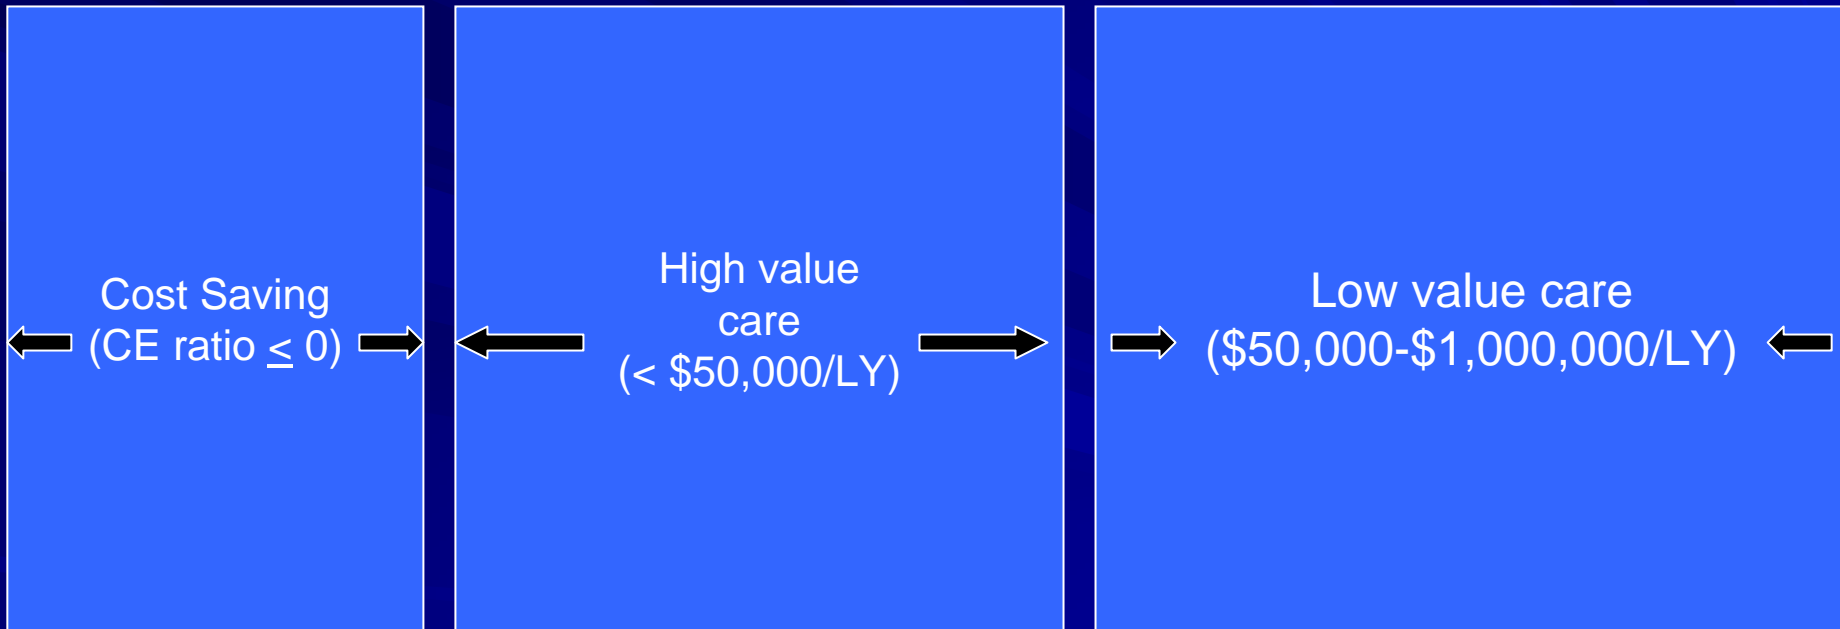 Cost Saving
(CE ratio ≤ 0)
High value
care
(< $50,000/LY)
Low value care
($50,000-$1,000,000/LY)